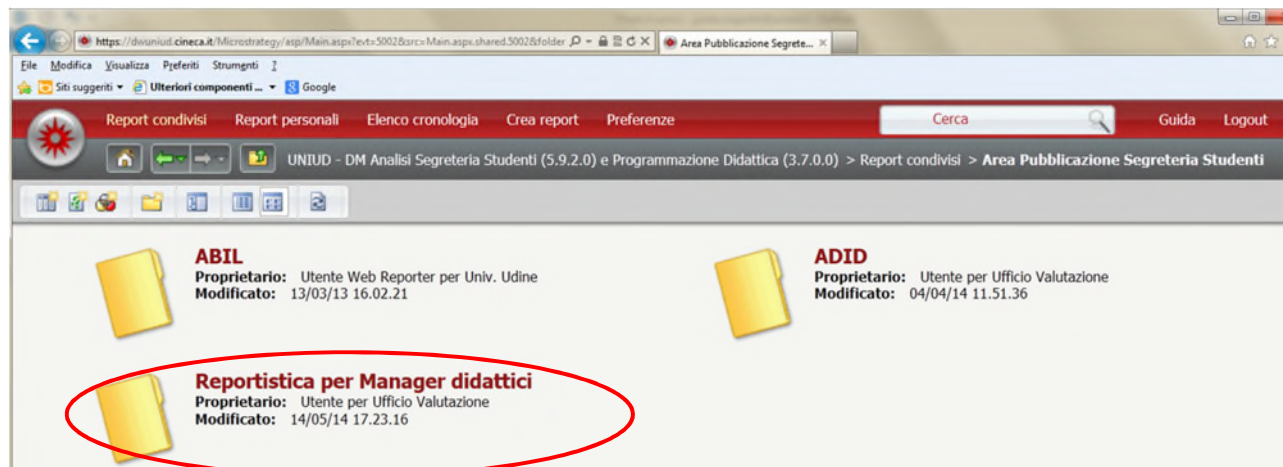 https://dwuniud.cineca.it/Microstrategy/asp/Main.aspx?evt=5002&src=Main.aspx.shared.5002&folder
Area Pubblicazione Segrete...
File Modifica Visualizza Preferiti Strumenti ?
Siti suggeriti Ulteriori componenti ... Google
Report condivisi Report personali Elenco cronologia Crea report Preferenze Cerca Guida Logout
UNIUD - DM Analisi Segreteria Studenti (5.9.2.0) e Programmazione Didattica (3.7.0.0) > Report condivisi > Area Pubblicazione Segreteria Studenti
ABIL
Proprietario: Utente Web Reporter per Univ. Udine
Modificato: 13/03/13 16.02.21
ADID
Proprietario: Utente per Ufficio Valutazione
Modificato: 04/04/14 11.51.36
Reportistica per Manager didattici
Proprietario: Utente per Ufficio Valutazione
Modificato: 14/05/14 17.23.16